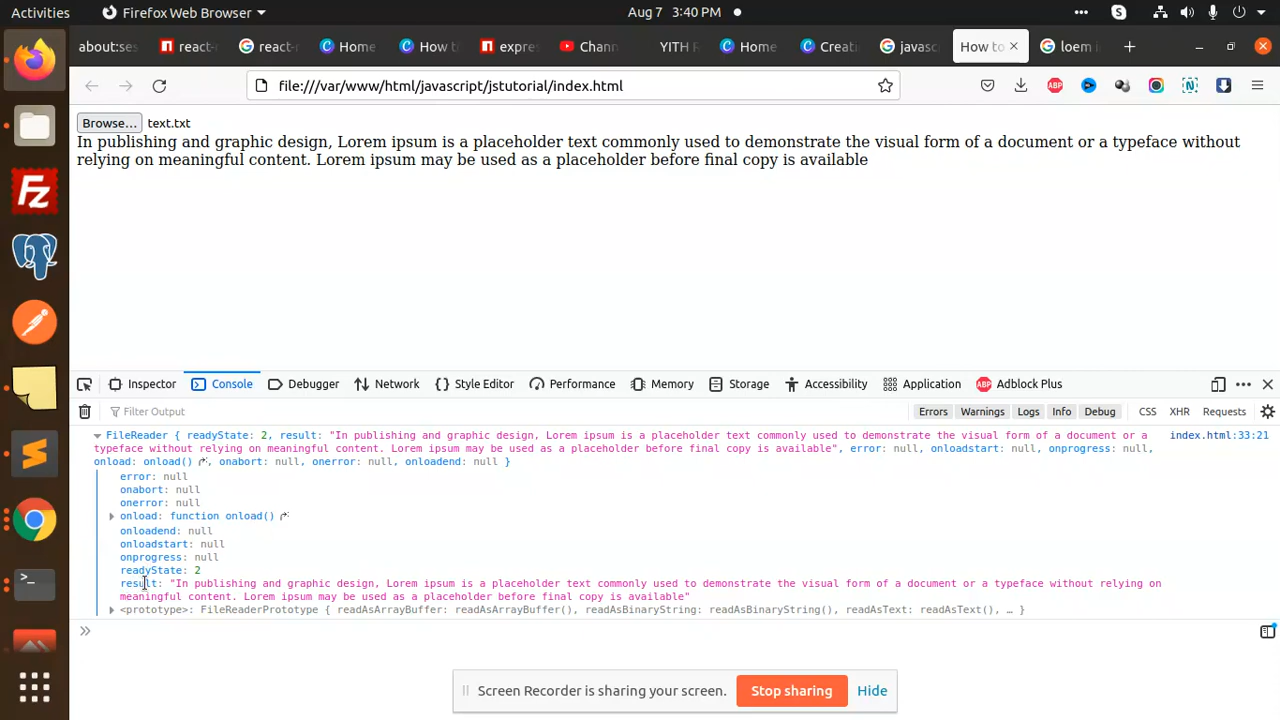 Activities Firefox Web Browser Aug 7 3:40 PM
about:ses react-r react-r Home How th expre Chann YITH R Home Creati javasc How to loem i
file:///var/www/html/javascript/jstutorial/index.html
Browse... text.txt
In publishing and graphic design, Lorem ipsum is a placeholder text commonly used to demonstrate the visual form of a document or a typeface without
relying on meaningful content. Lorem ipsum may be used as a placeholder before final copy is available
Inspector Console Debugger Network Style Editor Performance Memory Storage Accessibility Application Adblock Plus
Filter Output Errors Warnings Logs Info Debug CSS XHR Requests
FileReader { readyState: 2, result: "In publishing and graphic design, Lorem ipsum is a placeholder text commonly used to demonstrate the visual form of a document or a index.html:33:21
typeface without relying on meaningful content. Lorem ipsum may be used as a placeholder before final copy is available", error: null, onloadstart: null, onprogress: null,
onload: onload(), onabort: null, onerror: null, onloadend: null }
error: null
onabort: null
onerror: null
onload: function onload()
onloadend: null
onloadstart: null
onprogress: null
readyState: 2
result: "In publishing and graphic design, Lorem ipsum is a placeholder text commonly used to demonstrate the visual form of a document or a typeface without relying on
meaningful content. Lorem ipsum may be used as a placeholder before final copy is available"
<prototype>: FileReaderPrototype { readAsArrayBuffer: readAsArrayBuffer(), readAsBinaryString: readAsBinaryString(), readAsText: readAsText(), … }
Screen Recorder is sharing your screen. Stop sharing Hide